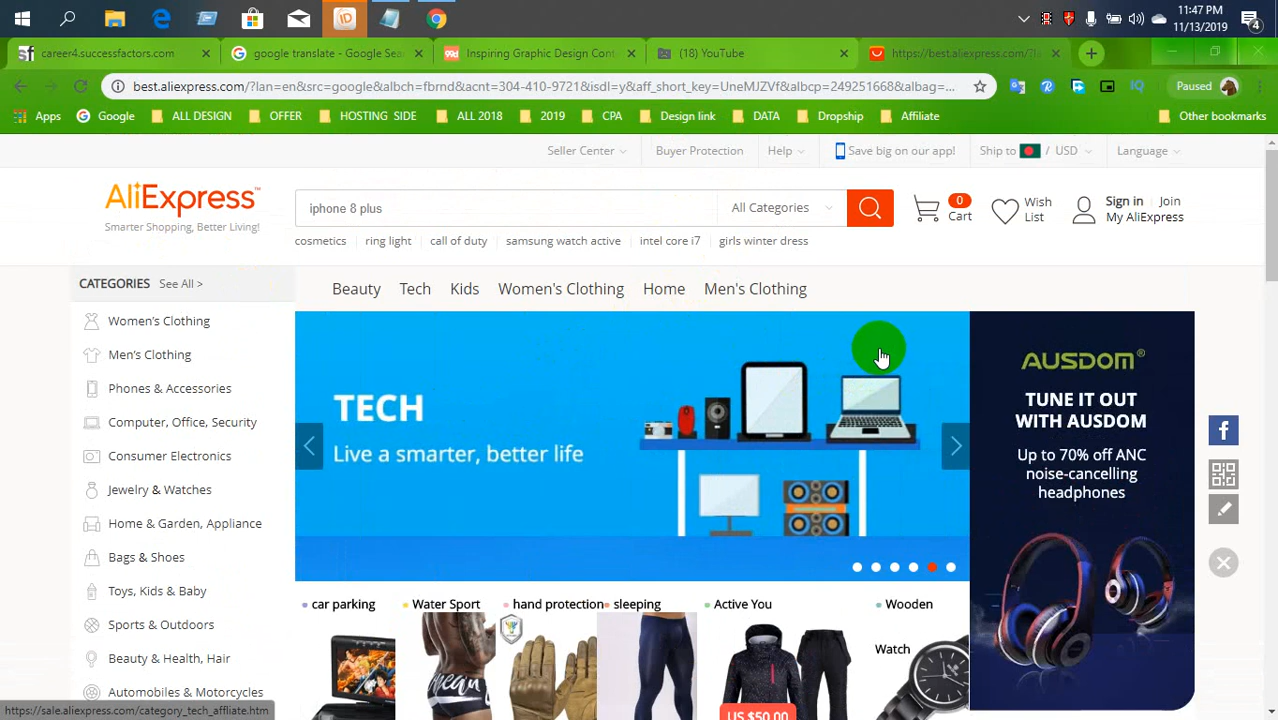 11:47 PM
11/13/2019
4
career4.successfactors.com
google translate - Google Sea
Inspiring Graphic Design Cont
(18) YouTube
https://best.aliexpress.com/?la
best.aliexpress.com/?lan=en&src=google&albch=fbrnd&acnt=304-410-9721&isdl=y&aff_short_key=UneMJZVf&albcp=249251668&albag=...
Paused
Apps
Google
ALL DESIGN
OFFER
HOSTING SIDE
ALL 2018
2019
CPA
Design link
DATA
Dropship
Affiliate
Other bookmarks
Seller Center
Buyer Protection
Help
Save big on our app!
Ship to / USD
Language
AliExpress™
Smarter Shopping, Better Living!
iphone 8 plus
All Categories
0
Cart
Wish
List
Sign in Join
My AliExpress
cosmetics ring light call of duty samsung watch active intel core i7 girls winter dress
CATEGORIES See All >
Beauty Tech Kids Women's Clothing Home Men's Clothing
Women's Clothing
Men's Clothing
Phones & Accessories
Computer, Office, Security
Consumer Electronics
Jewelry & Watches
Home & Garden, Appliance
Bags & Shoes
Toys, Kids & Baby
Sports & Outdoors
Beauty & Health, Hair
Automobiles & Motorcycles
TECH
Live a smarter, better life
AUSDOM®
TUNE IT OUT
WITH AUSDOM
Up to 70% off ANC
noise-cancelling
headphones
car parking
Water Sport
hand protection
sleeping
Active You
Wooden
Watch
US $50.00
https://sale.aliexpress.com/category_tech_affliate.htm